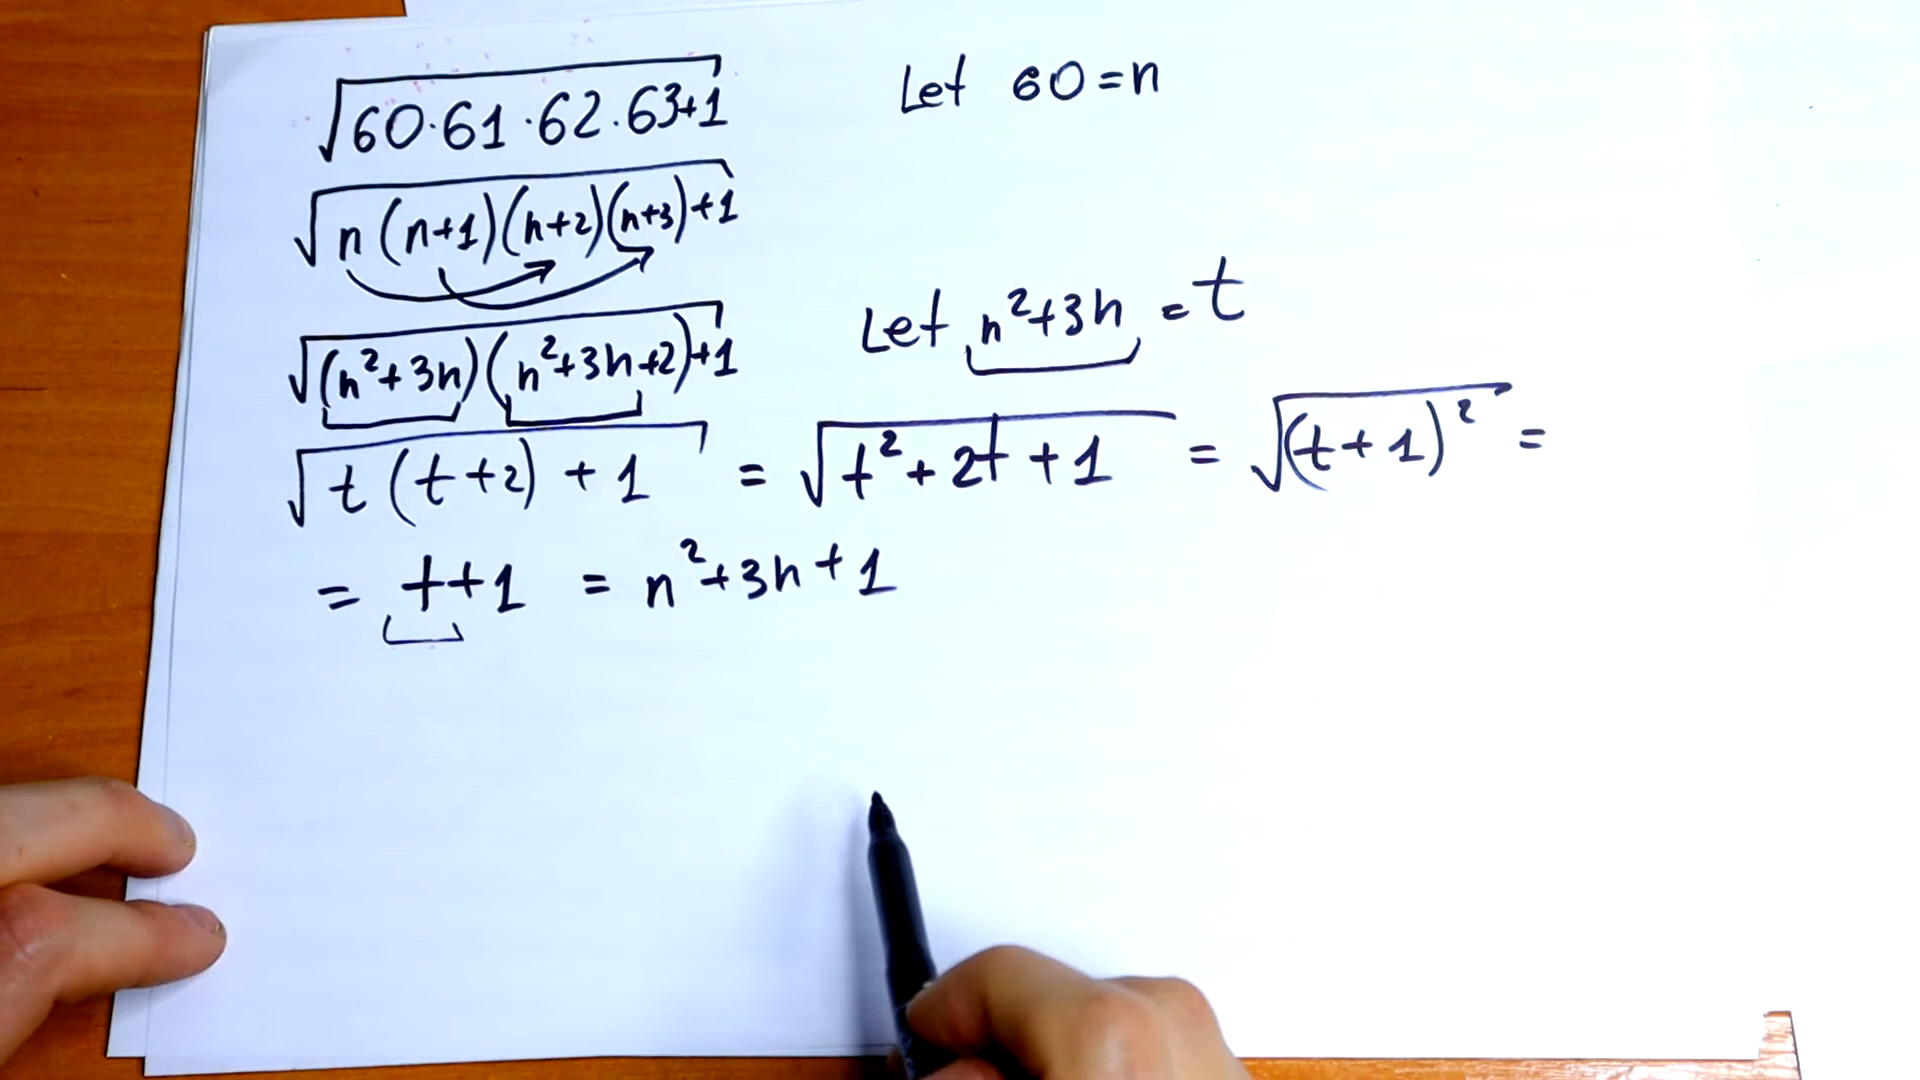 √60·61·62·63+1 Let 60=n
√n(n+1)(n+2)(n+3)+1
√(n²+3n)(n²+3n+2)+1 Let n²+3n = t
√t(t+2)+1 = √t²+2t+1 = √(t+1)² =
= t+1 = n²+3n+1